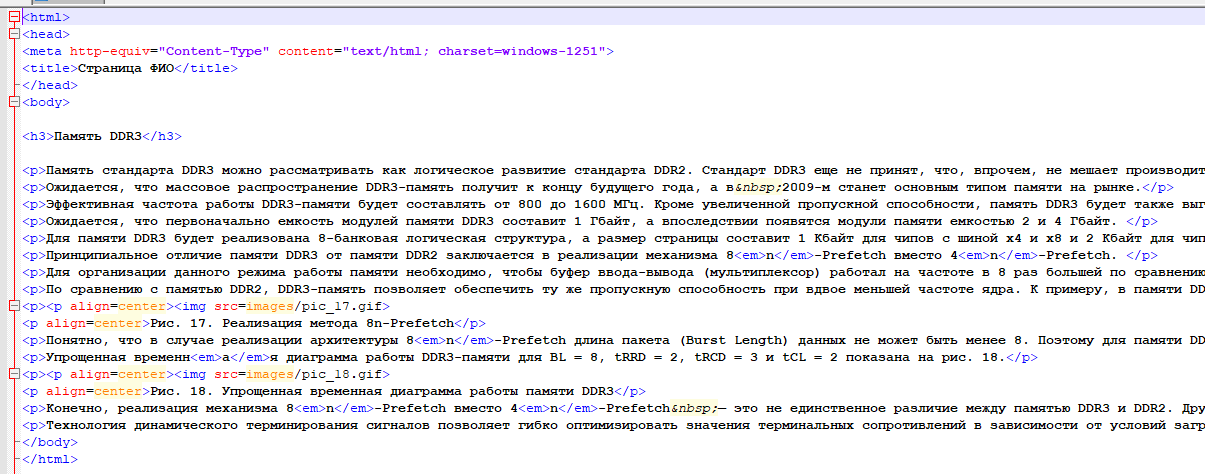 <html>
<head>
<meta http-equiv="Content-Type" content="text/html; charset=windows-1251">
<title>Страница ФИО</title>
</head>
<body>
<h3>Память DDR3</h3>
<p>Память стандарта DDR3 можно рассматривать как логическое развитие стандарта DDR2. Стандарт DDR3 еще не принят, что, впрочем, не мешает производит
<p>Ожидается, что массовое распространение DDR3-память получит к концу будущего года, а в&nbsp;2009-м станет основным типом памяти на рынке.</p>
<p>Эффективная частота работы DDR3-памяти будет составлять от 800 до 1600 МГц. Кроме увеличенной пропускной способности, память DDR3 будет также выг
<p>Ожидается, что первоначально емкость модулей памяти DDR3 составит 1 Гбайт, а впоследствии появятся модули памяти емкостью 2 и 4 Гбайт. </p>
<p>Для памяти DDR3 будет реализована 8-банковая логическая структура, а размер страницы составит 1 Кбайт для чипов с шиной x4 и x8 и 2 Кбайт для чип
<p>Принципиальное отличие памяти DDR3 от памяти DDR2 заключается в реализации механизма 8<em>n</em>-Prefetch вместо 4<em>n</em>-Prefetch. </p>
<p>Для организации данного режима работы памяти необходимо, чтобы буфер ввода-вывода (мультиплексор) работал на частоте в 8 раз большей по сравнению
<p>По сравнению с памятью DDR2, DDR3-память позволяет обеспечить ту же пропускную способность при вдвое меньшей частоте ядра. К примеру, в памяти DD
<p><p align=center><img src=images/pic_17.gif>
<p align=center>Рис. 17. Реализация метода 8n-Prefetch</p>
<p>Понятно, что в случае реализации архитектуры 8<em>n</em>-Prefetch длина пакета (Burst Length) данных не может быть менее 8. Поэтому для памяти DD
<p>Упрощенная временн<em>а</em>я диаграмма работы DDR3-памяти для BL = 8, tRRD = 2, tRCD = 3 и tCL = 2 показана на рис. 18.</p>
<p><p align=center><img src=images/pic_18.gif>
<p align=center>Рис. 18. Упрощенная временная диаграмма работы памяти DDR3</p>
<p>Конечно, реализация механизма 8<em>n</em>-Prefetch вместо 4<em>n</em>-Prefetch&nbsp;— это не единственное различие между памятью DDR3 и DDR2. Дру
<p>Технология динамического терминирования сигналов позволяет гибко оптимизировать значения терминальных сопротивлений в зависимости от условий загр
</body>
</html>